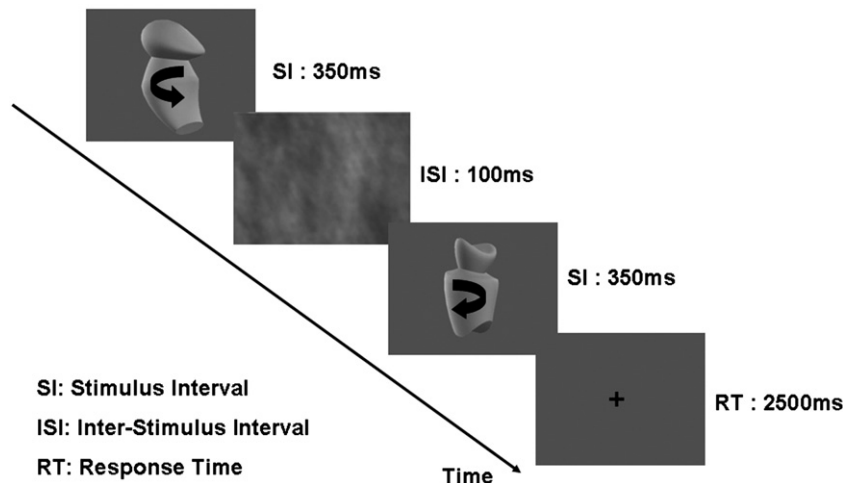 SI : 350ms
ISI : 100ms
SI : 350ms
RT : 2500ms
SI: Stimulus Interval
ISI: Inter-Stimulus Interval
RT: Response Time
Time